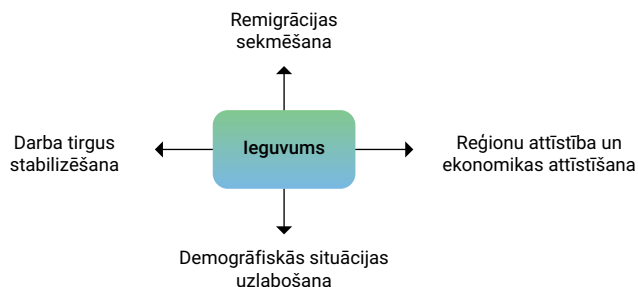 Remigrācijas
sekmēšana
Darba tirgus
stabilizēšana
Ieguvums
Reģionu attīstība un
ekonomikas attīstīšana
Demogrāfiskās situācijas
uzlabošana